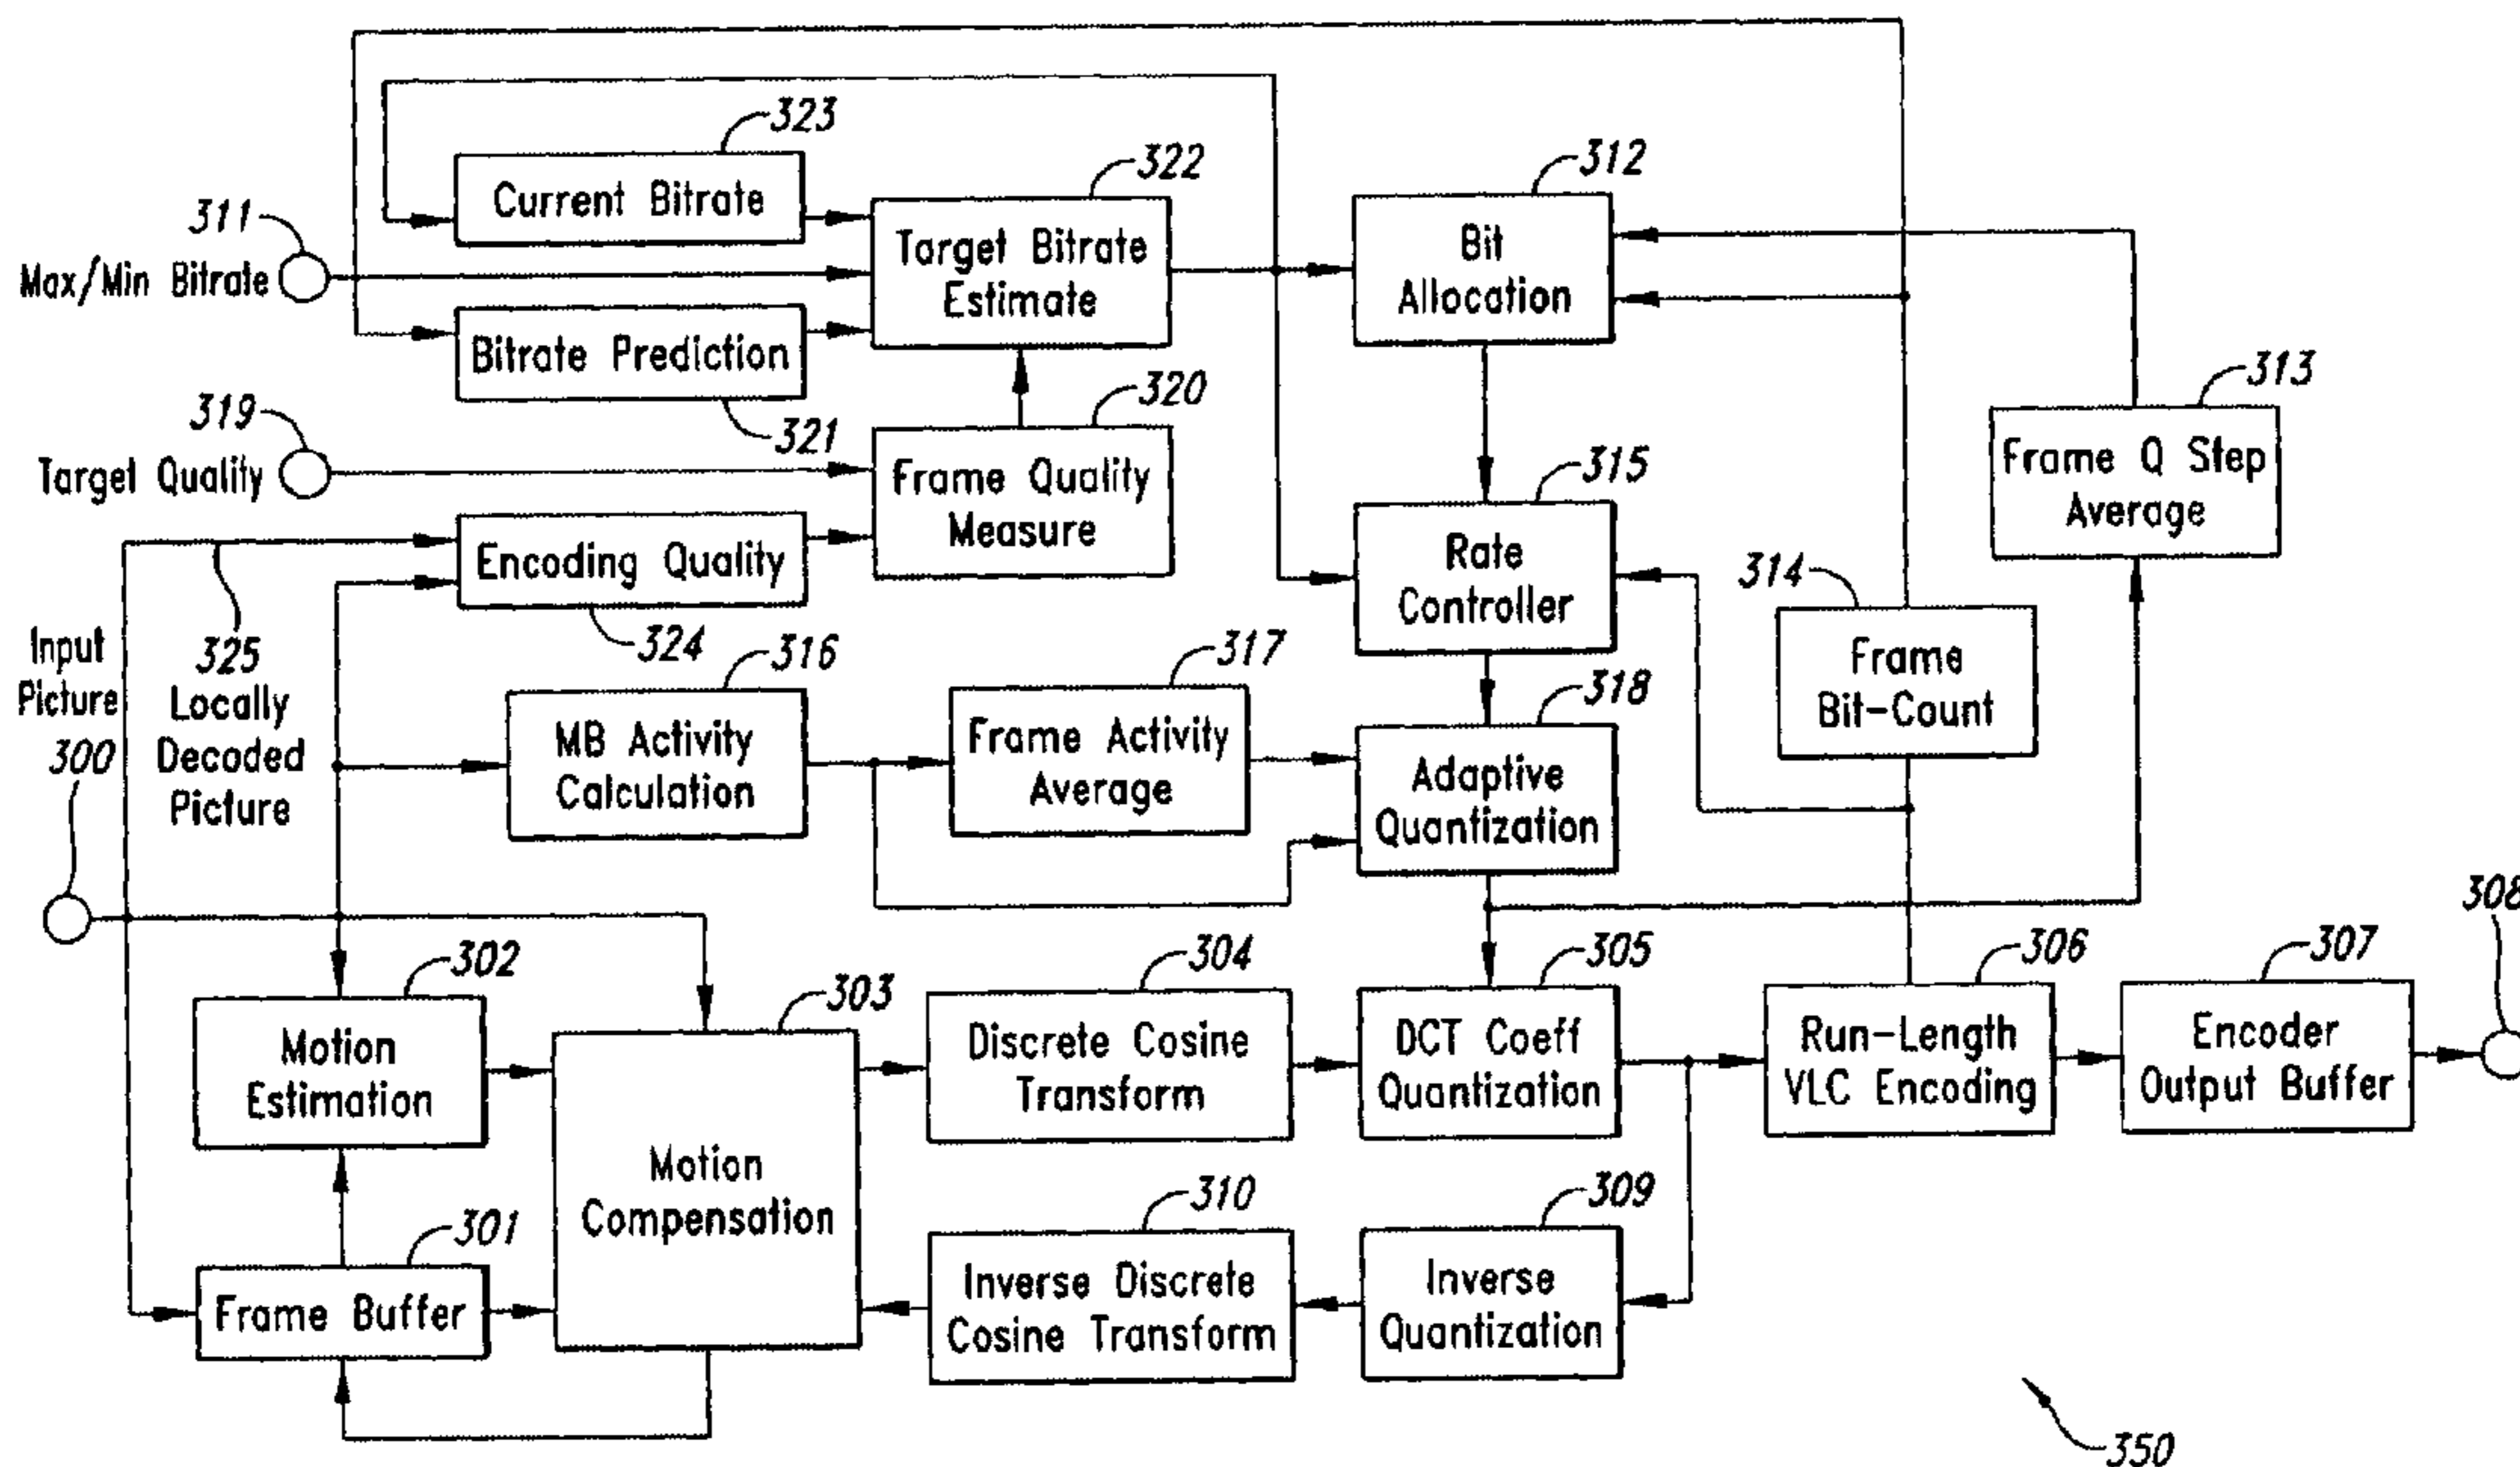 323
Current Bitrate
311
Max/Min Bitrate
322
Target Bitrate
Estimate
312
Bit
Allocation
Bitrate Prediction
321
313
Frame Q Step
Average
319
Target Quality
320
Frame Quality
Measure
315
Rate
Controller
Encoding Quality
324
314
Frame
Bit-Count
Input
Picture
300
325
Locally
Decoded
Picture
316
MB Activity
Calculation
317
Frame Activity
Average
318
Adaptive
Quantization
308
302
Motion
Estimation
303
Motion
Compensation
304
Discrete Cosine
Transform
305
DCT Coeff
Quantization
306
Run-Length
VLC Encoding
307
Encoder
Output Buffer
301
Frame Buffer
310
Inverse Discrete
Cosine Transform
309
Inverse
Quantization
350